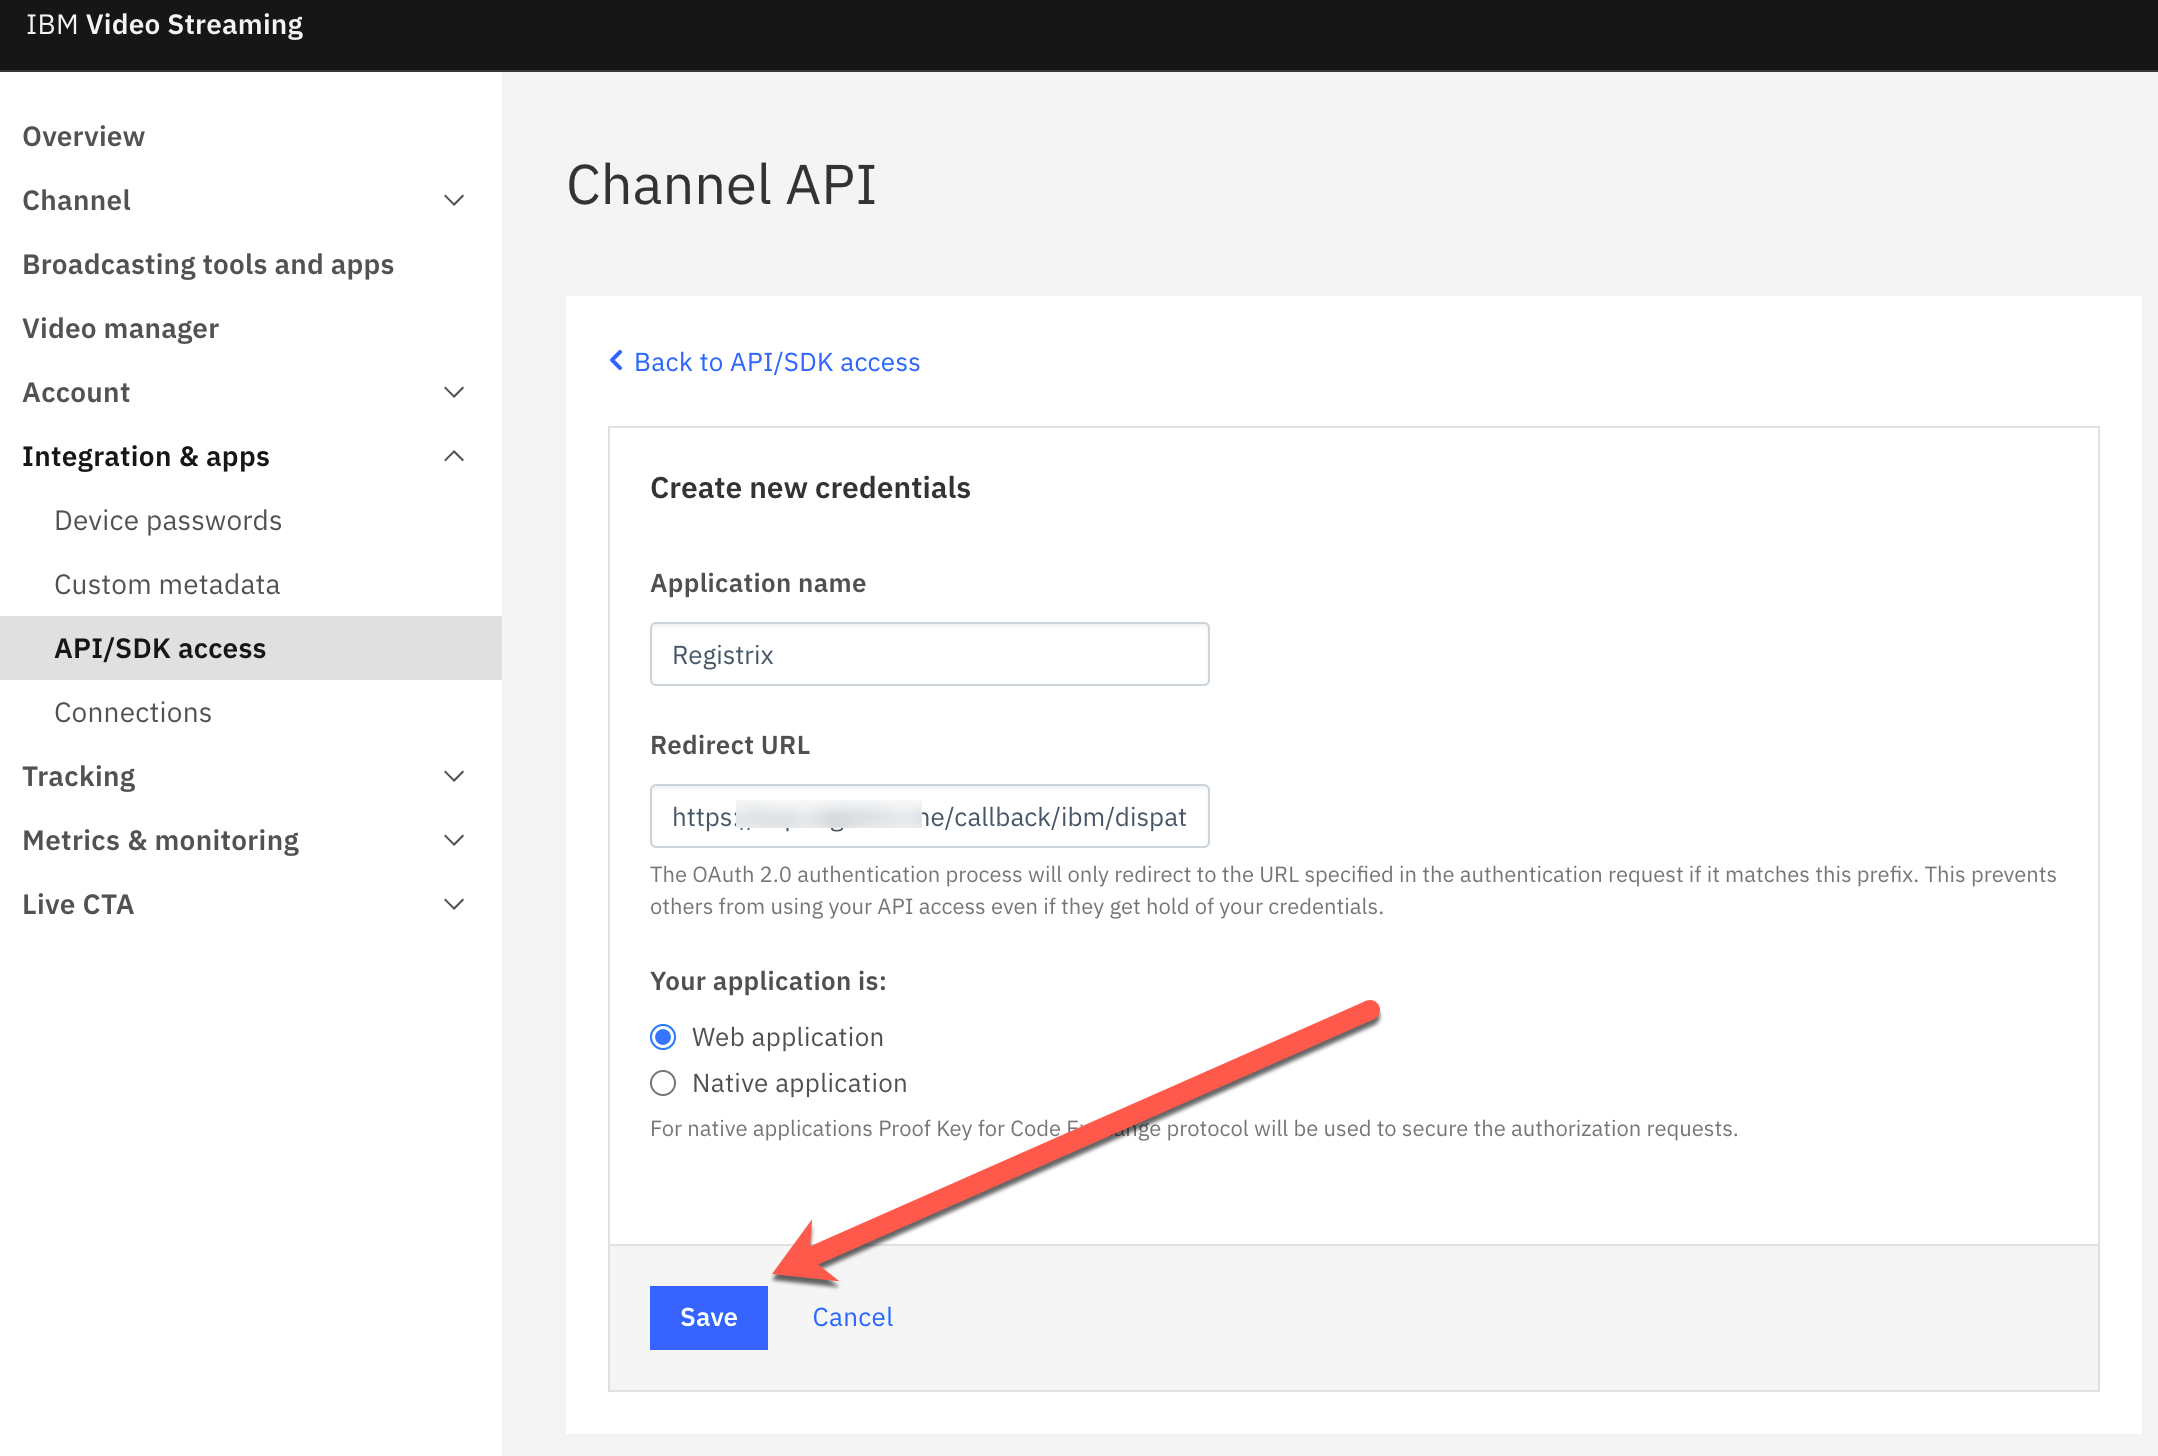 IBM Video Streaming
Overview
Channel
Broadcasting tools and apps
Video manager
Account
Integration & apps
Device passwords
Custom metadata
API/SDK access
Connections
Tracking
Metrics & monitoring
Live CTA
Channel API
Back to API/SDK access
Create new credentials
Application name
Registrix
Redirect URL
https: /callback/ibm/dispat
The OAuth 2.0 authentication process will only redirect to the URL specified in the authentication request if it matches this prefix. This prevents
others from using your API access even if they get hold of your credentials.
Your application is:
Web application
Native application
For native applications Proof Key for Code protocol will be used to secure the authorization requests.
Save
Cancel